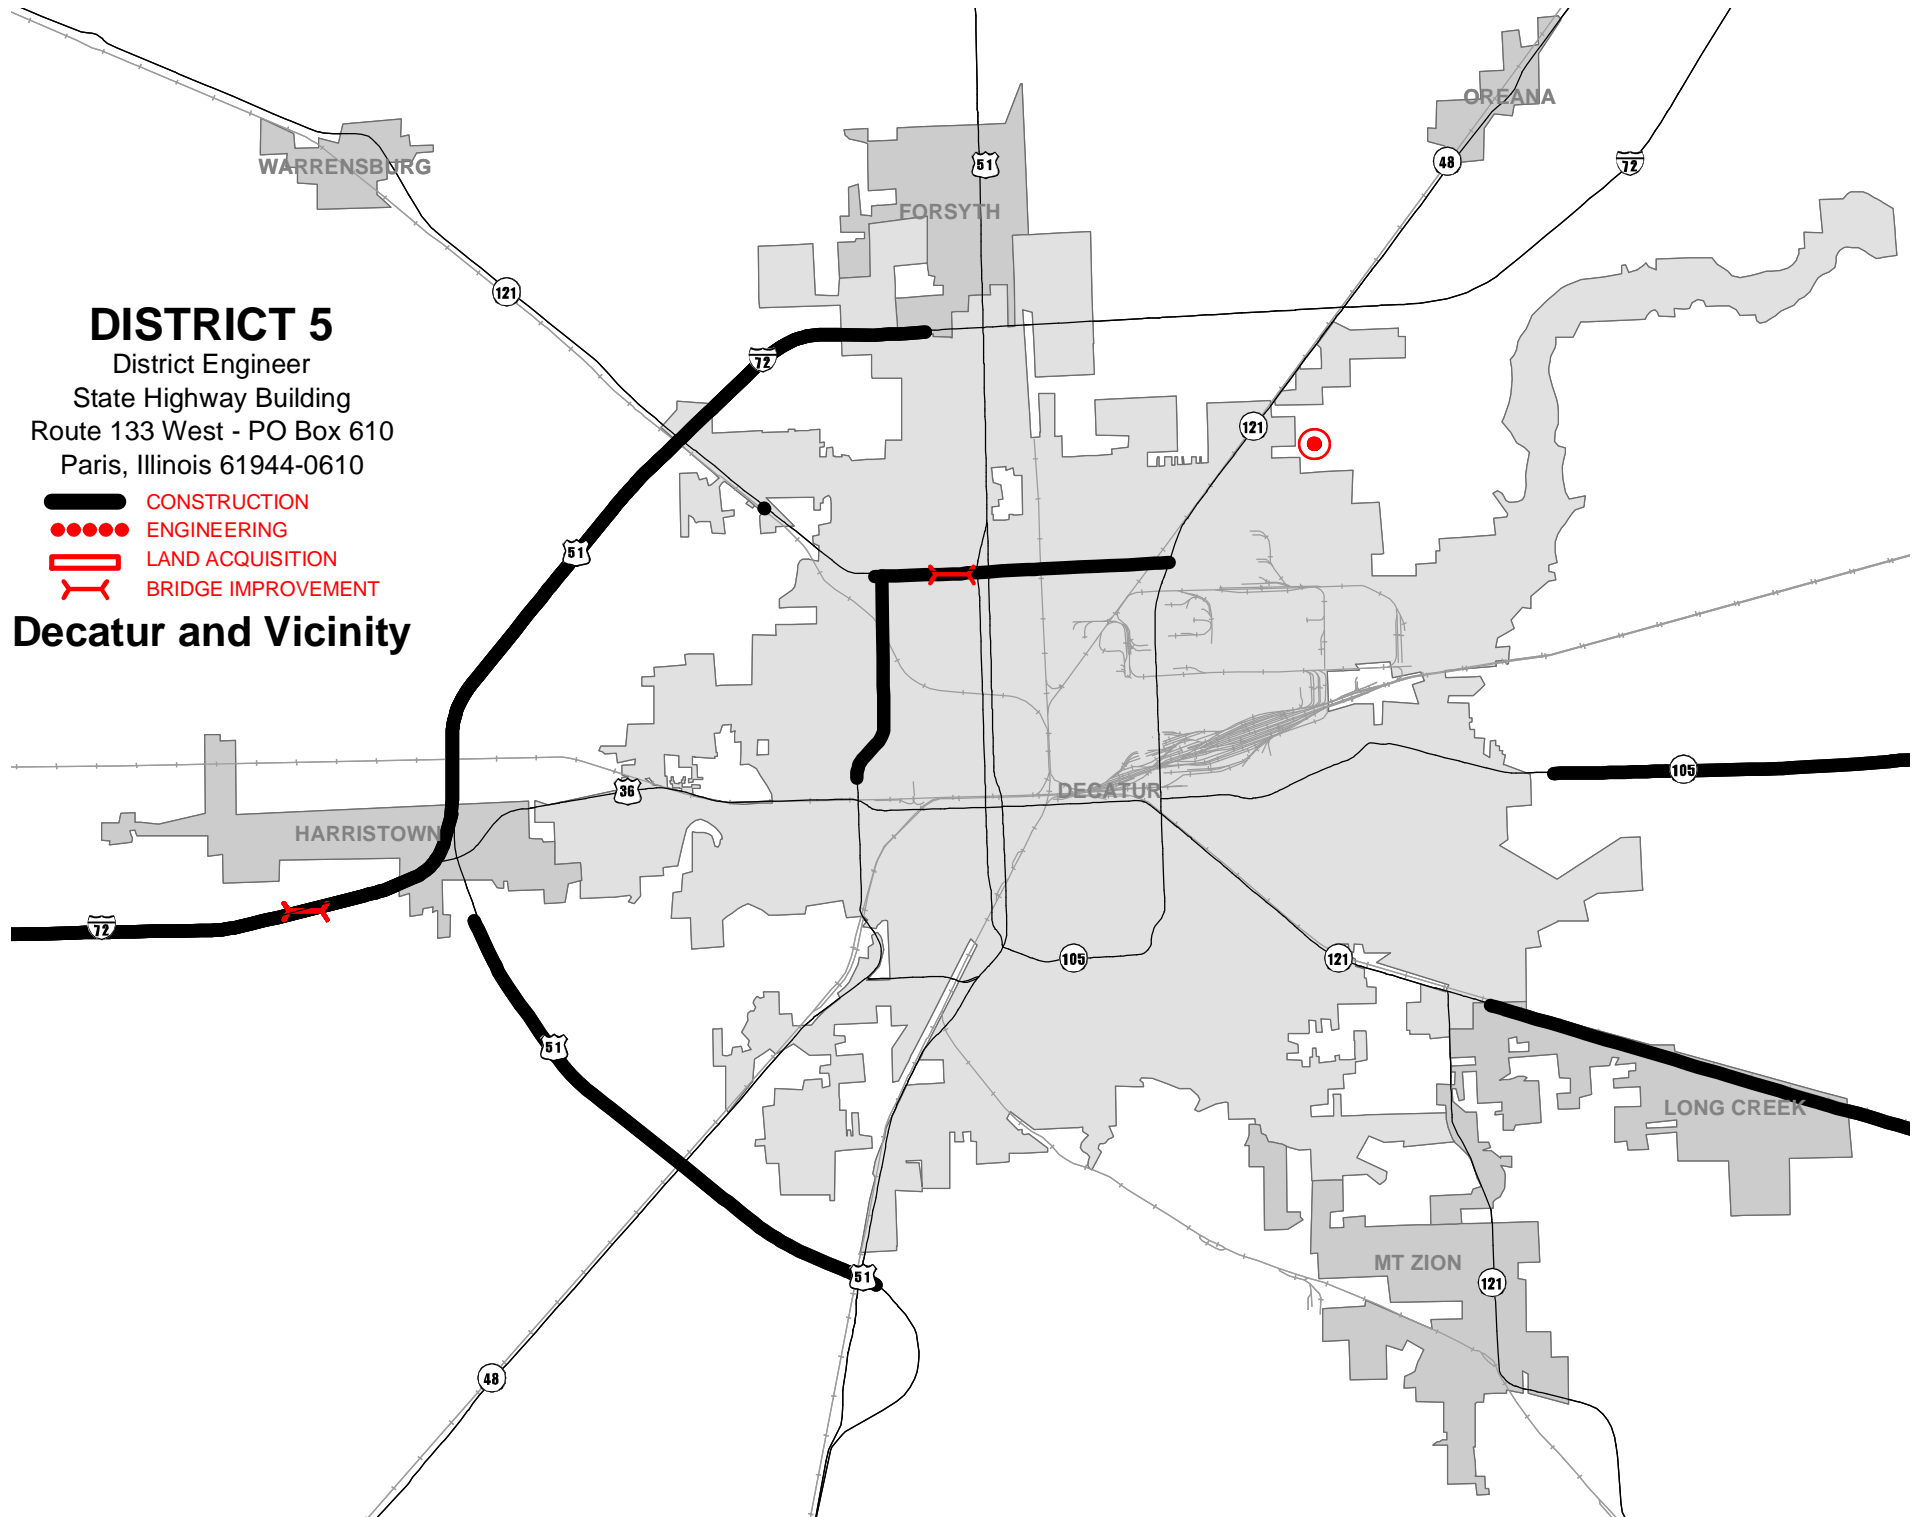 OREANA
WARRENSBURG
51
48
72
FORSYTH
121
DISTRICT 5
District Engineer
State Highway Building
Route 133 West - PO Box 610
Paris, Illinois 61944-0610
CONSTRUCTION
ENGINEERING
LAND ACQUISITION
BRIDGE IMPROVEMENT
Decatur and Vicinity
72
121
51
105
36
DECATUR
HARRISTOWN
72
105
121
51
LONG CREEK
MT ZION
51
121
48